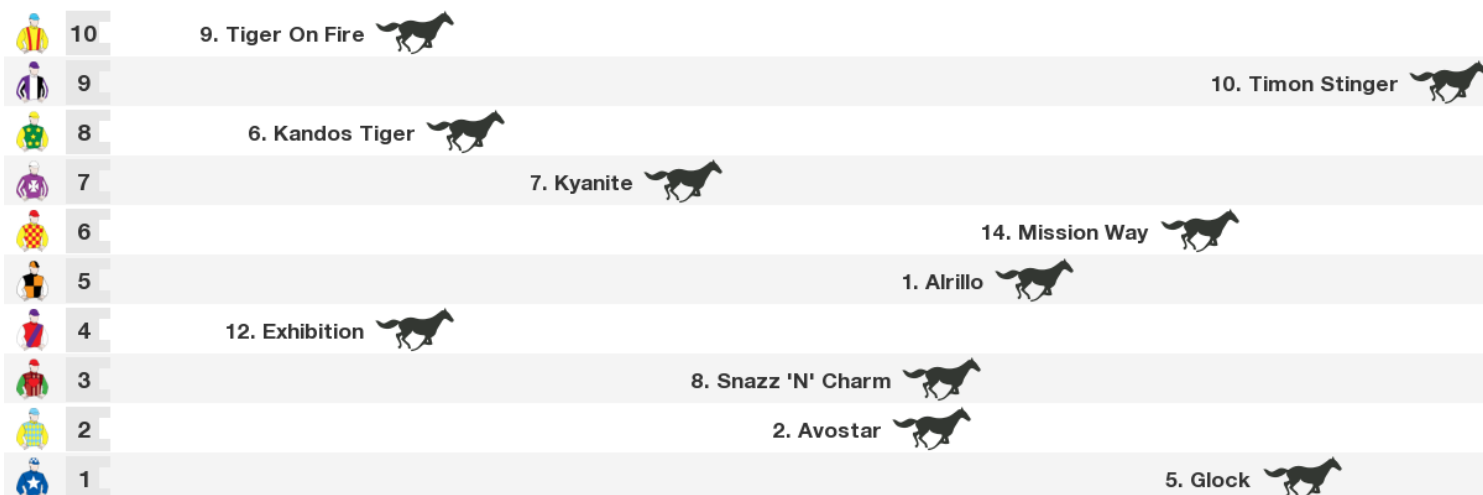 10 9. Tiger On Fire
9 10. Timon Stinger
8 6. Kandos Tiger
7 7. Kyanite
6 14. Mission Way
5 1. Alrillo
4 12. Exhibition
3 8. Snazz 'N' Charm
2 2. Avostar
1 5. Glock